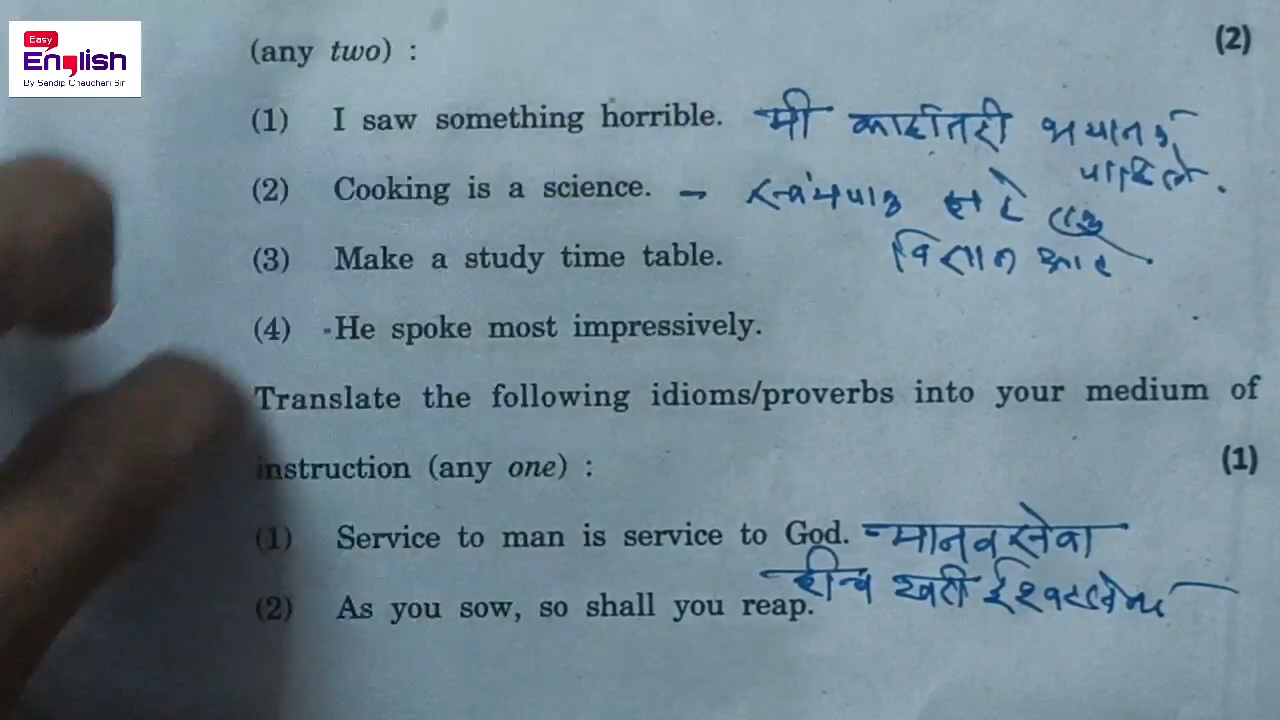 Easy
English
By Sandip Chaudhari Sir
(any two) : (2)
(1) I saw something horrible. मी काहीतरी भयानक
पाहिले.
(2) Cooking is a science. - स्वंयपाक हे एक
विज्ञान आहे.
(3) Make a study time table.
(4) He spoke most impressively.
Translate the following idioms/proverbs into your medium of
instruction (any one) : (1)
(1) Service to man is service to God. - मानवसेवा
हीच खरी ईश्वरसेवा
(2) As you sow, so shall you reap.